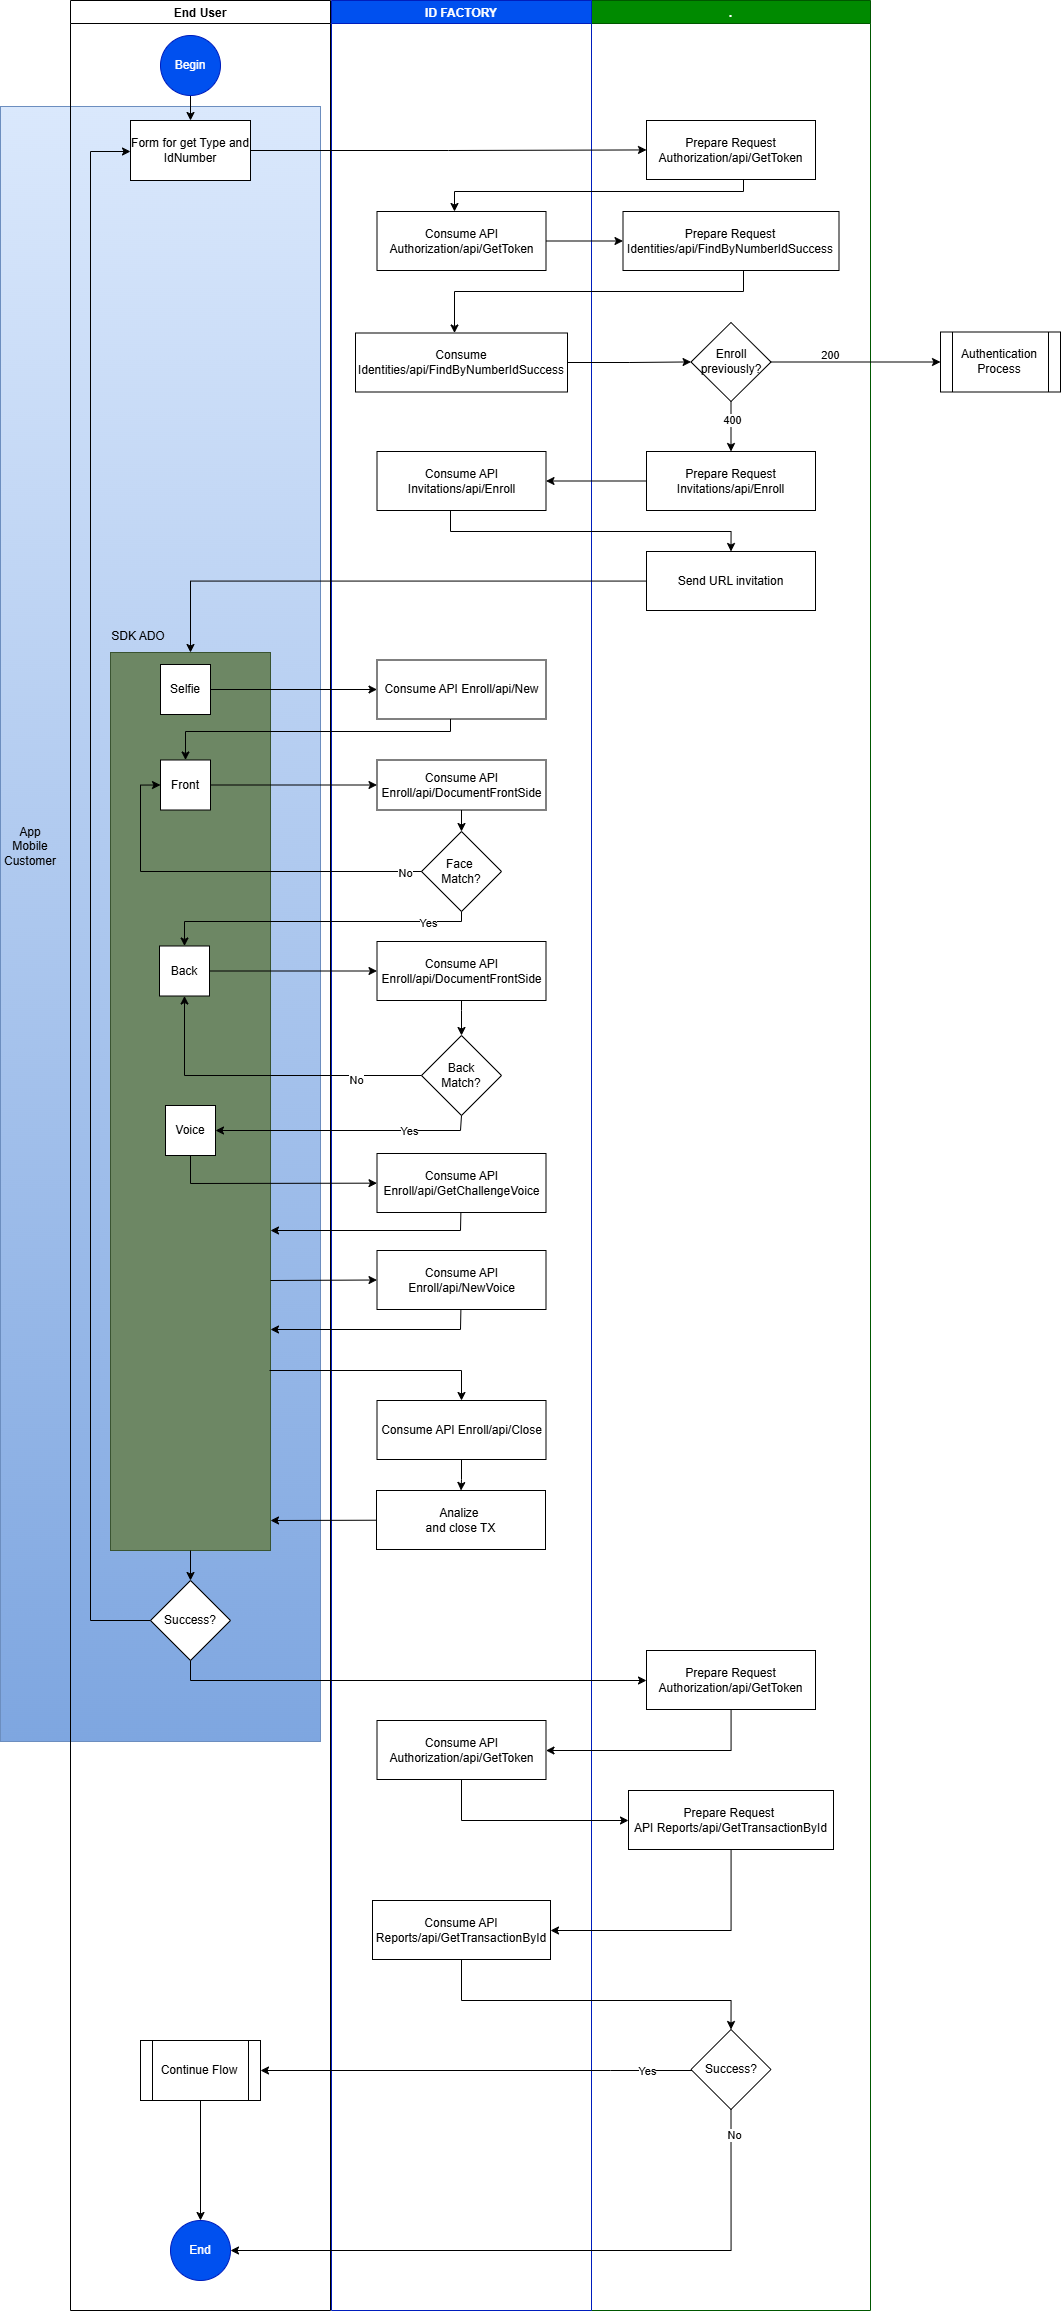 End User
ID FACTORY
.
Begin
Form for get Type and
IdNumber
Prepare Request
Authorization/api/GetToken
Consume API
Authorization/api/GetToken
Prepare Request
Identities/api/FindByNumberIdSuccess
Consume
Identities/api/FindByNumberIdSuccess
Enroll
previously?
200
Authentication
Process
400
Consume API
Invitations/api/Enroll
Prepare Request
Invitations/api/Enroll
Send URL invitation
SDK ADO
Selfie
Consume API Enroll/api/New
Front
Consume API
Enroll/api/DocumentFrontSide
App
Mobile
Customer
Face
Match?
No
Yes
Back
Consume API
Enroll/api/DocumentFrontSide
Back
Match?
No
Voice
Yes
Consume API
Enroll/api/GetChallengeVoice
Consume API
Enroll/api/NewVoice
Consume API Enroll/api/Close
Analize
and close TX
Success?
Prepare Request
Authorization/api/GetToken
Consume API
Authorization/api/GetToken
Prepare Request
API Reports/api/GetTransactionById
Consume API
Reports/api/GetTransactionById
Continue Flow
Yes
Success?
No
End